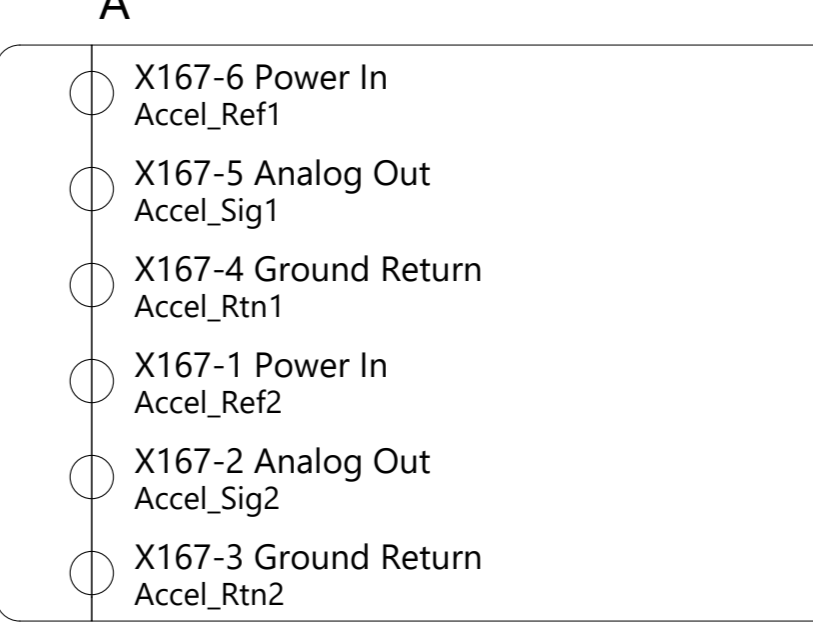 A
X167-6 Power In
Accel_Ref1
X167-5 Analog Out
Accel_Sig1
X167-4 Ground Return
Accel_Rtn1
X167-1 Power In
Accel_Ref2
X167-2 Analog Out
Accel_Sig2
X167-3 Ground Return
Accel_Rtn2